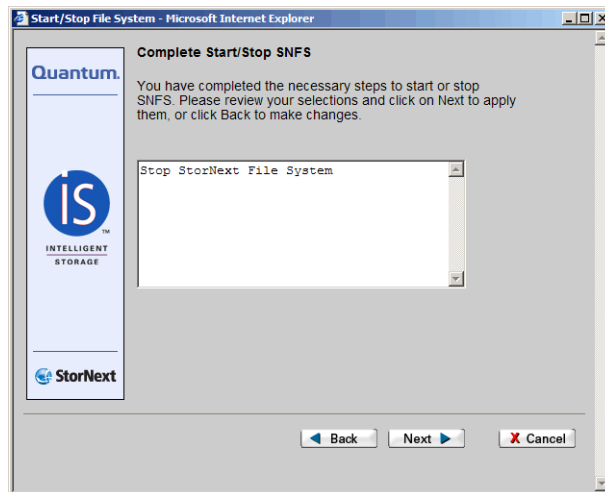 Start/Stop File System - Microsoft Internet Explorer
Complete Start/Stop SNFS
Quantum.
You have completed the necessary steps to start or stop
SNFS. Please review your selections and click on Next to apply
them, or click Back to make changes.
Stop StorNext File System
iS
TM
INTELLIGENT
STORAGE
StorNext
Back Next X Cancel